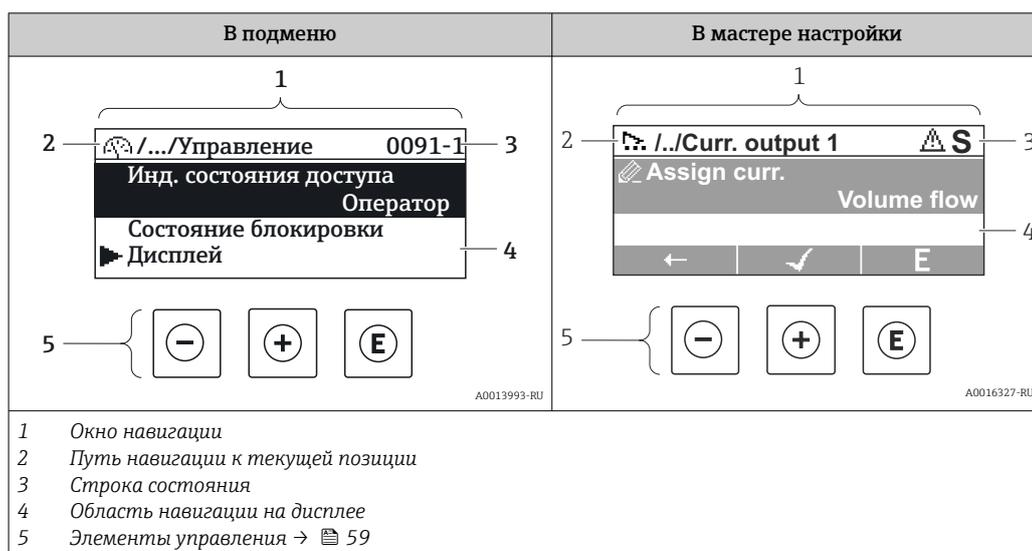 В подменю
В мастере настройки
1
2
/.../Управление 0091-1
3
Инд. состояния доступа
Оператор
Состояние блокировки
Дисплей
4
5
− + E
A0013993-RU
1
2
/../Curr. output 1 S
3
Assign curr.
Volume flow
4
E
5
− + E
A0016327-RU
1 Окно навигации
2 Путь навигации к текущей позиции
3 Строка состояния
4 Область навигации на дисплее
5 Элементы управления → 59